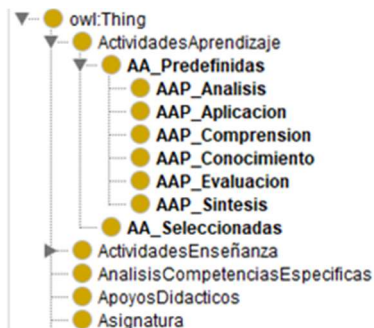 owl:Thing
ActividadesAprendizaje
AA_Predefinidas
AAP_Analisis
AAP_Aplicacion
AAP_Comprension
AAP_Conocimiento
AAP_Evaluacion
AAP_Sintesis
AA_Seleccionadas
ActividadesEnseñanza
AnalisisCompetenciasEspecificas
ApoyosDidacticos
Asignatura